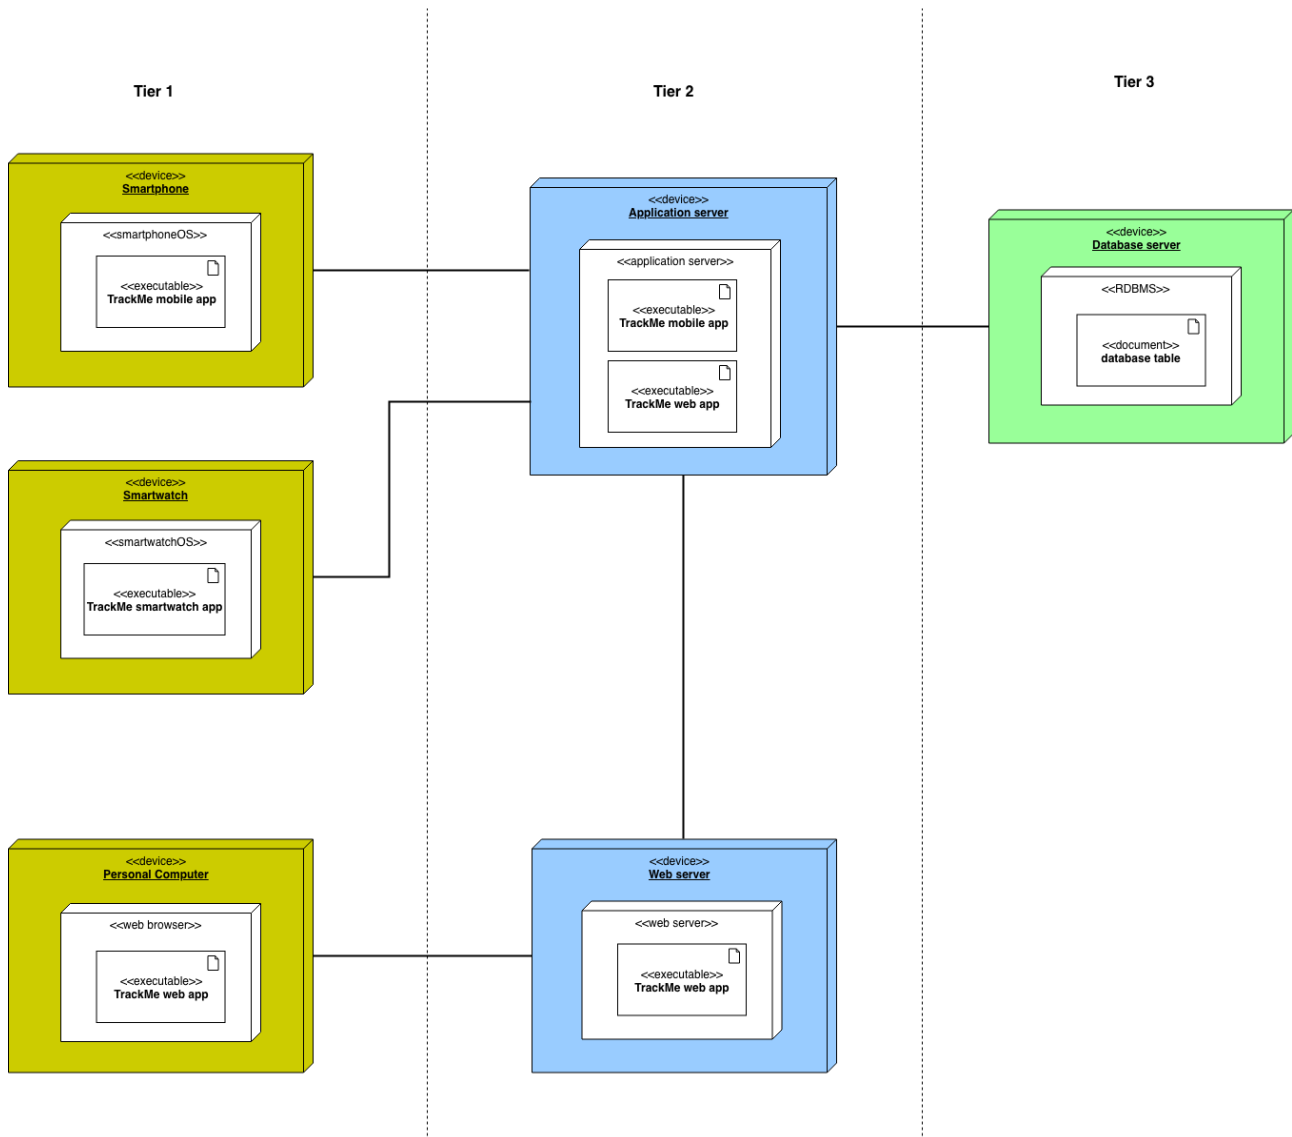 Tier 1
Tier 2
Tier 3
<<device>>
Smartphone
<<smartphoneOS>>
<<executable>>
TrackMe mobile app
<<device>>
Smartwatch
<<smartwatchOS>>
<<executable>>
TrackMe smartwatch app
<<device>>
Personal Computer
<<web browser>>
<<executable>>
TrackMe web app
<<device>>
Application server
<<application server>>
<<executable>>
TrackMe mobile app
<<executable>>
TrackMe web app
<<device>>
Web server
<<web server>>
<<executable>>
TrackMe web app
<<device>>
Database server
<<RDBMS>>
<<document>>
database table